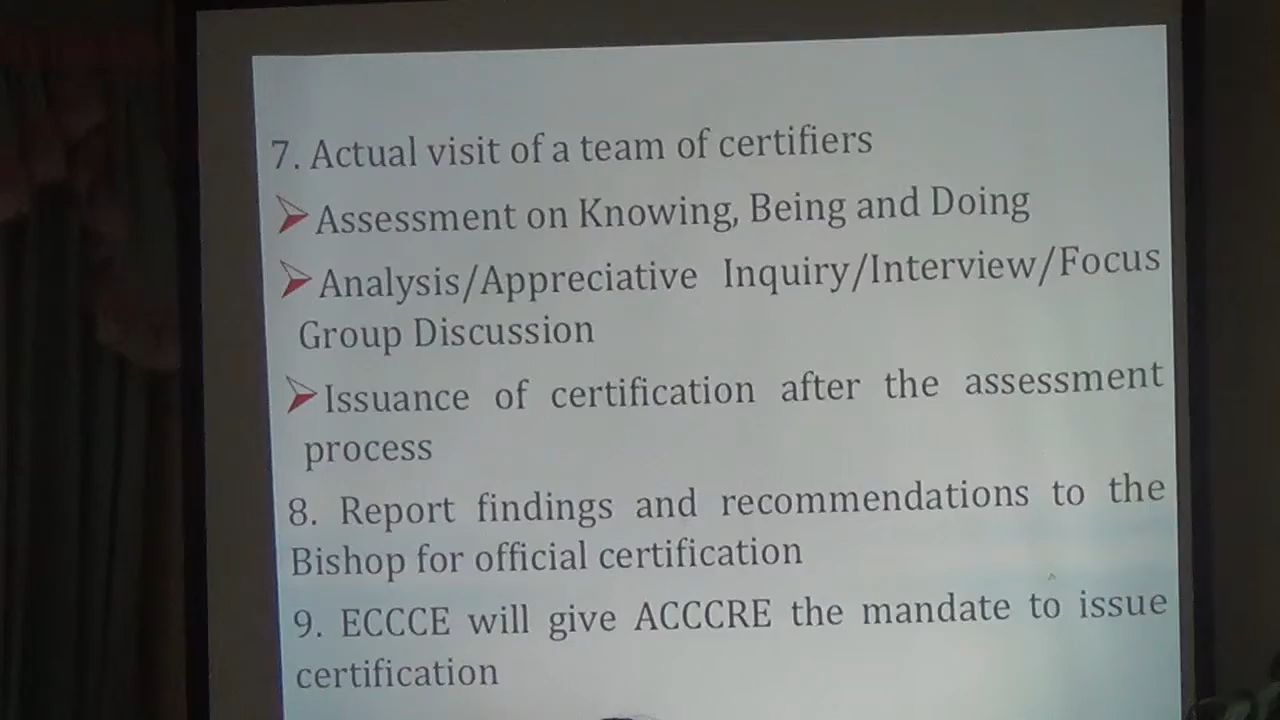 7. Actual visit of a team of certifiers
Assessment on Knowing, Being and Doing
Analysis/Appreciative Inquiry/Interview/Focus
Group Discussion
Issuance of certification after the assessment
process
8. Report findings and recommendations to the
Bishop for official certification
9. ECCCE will give ACCCRE the mandate to issue
certification